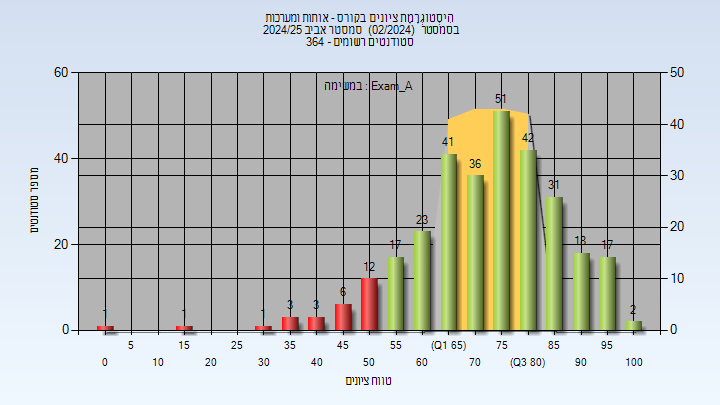 היסטוגרמת ציונים בקורס - אותות ומערכות
בסמסטר (02/2024) סמסטר אביב 2024/25
סטודנטים רשומים - 364
במשימה : Exam_A
מספר סטודנטים
60 40 20 0
50 40 30 20 10 0
1 1 1 3 3 6 12 17 23 41 36 51 42 31 18 17 2
5 15 25 35 45 55 (Q1 65) 75 85 95
0 10 20 30 40 50 60 70 (Q3 80) 90 100
טווח ציונים